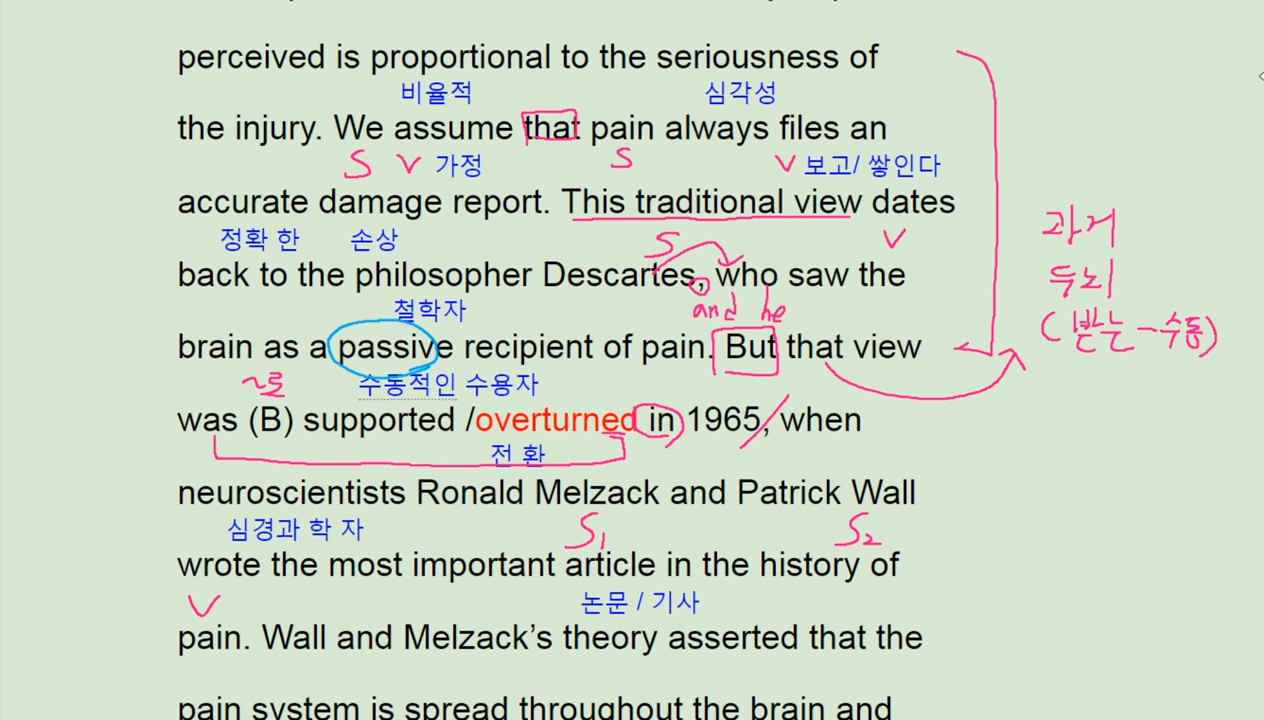 perceived is proportional to the seriousness of
비율적 심각성
the injury. We assume that pain always files an
S V 가정 S V 보고/ 쌓인다
accurate damage report. This traditional view dates
정확 한 손상 S V
과거
back to the philosopher Descartes, who saw the
두뇌
철학자 and he
(받는-수동)
brain as a passive recipient of pain. But that view
~로 수동적인 수용자
was (B) supported /overturned in 1965, when
전 환
neuroscientists Ronald Melzack and Patrick Wall
심경과 학 자 S1 S2
wrote the most important article in the history of
V 논문 / 기사
pain. Wall and Melzack’s theory asserted that the
pain system is spread throughout the brain and